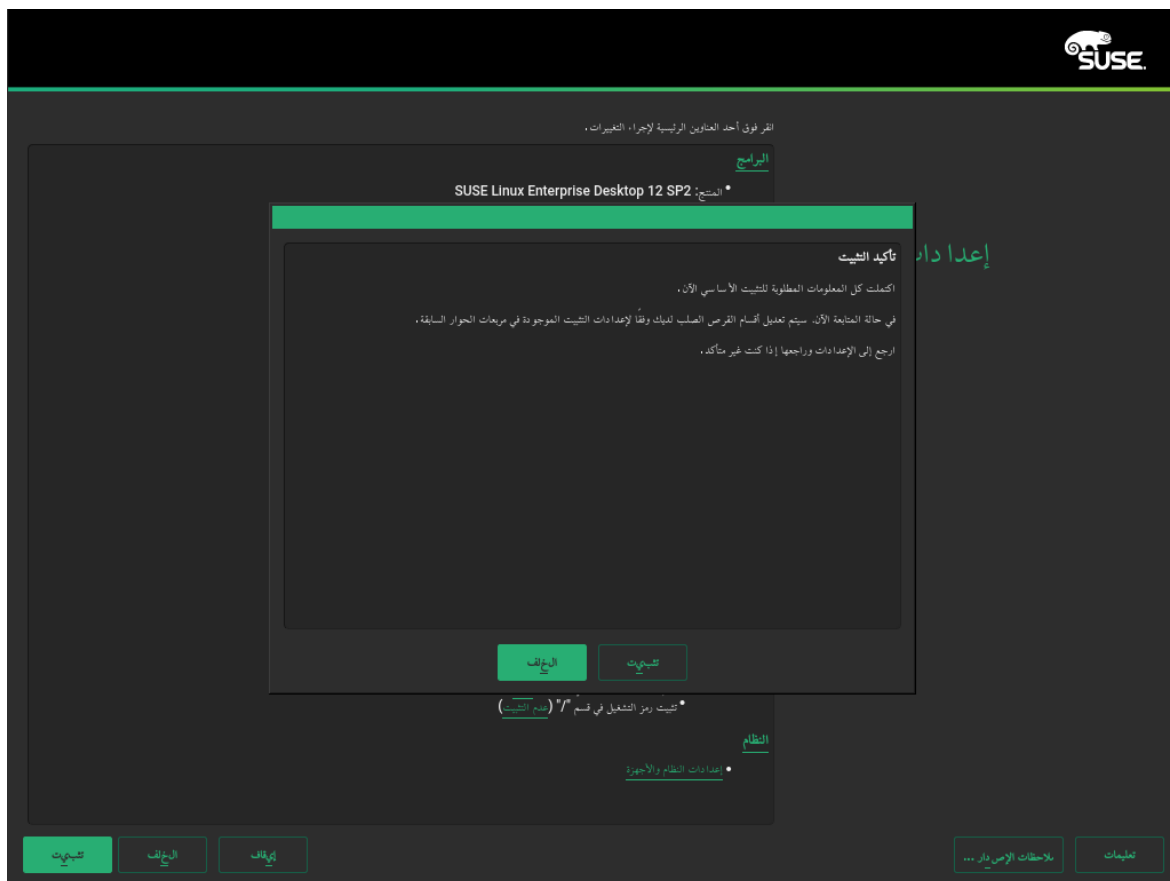 SUSE.
انقر فوق أحد العناوين الرئيسية لإجراء التغييرات.
البرامج
• المنتج: SUSE Linux Enterprise Desktop 12 SP2
تأكيد التثبيت
اكتملت كل المعلومات المطلوبة للتثبيت الأساسي الآن.
في حالة المتابعة الآن، سيتم تعديل أقسام القرص الصلب لديك وفقًا لإعدادات التثبيت الموجودة في مربعات الحوار السابقة.
ارجع إلى الإعدادات وراجعها إذا كنت غير متأكد.
تثبيت
الخلف
• تثبيت رمز التشغيل في قسم "/" (عدم التثبيت)
النظام
• إعدادات النظام والأجهزة
تعليمات
ملاحظات الإصدار ...
إيقاف
الخلف
تثبيت